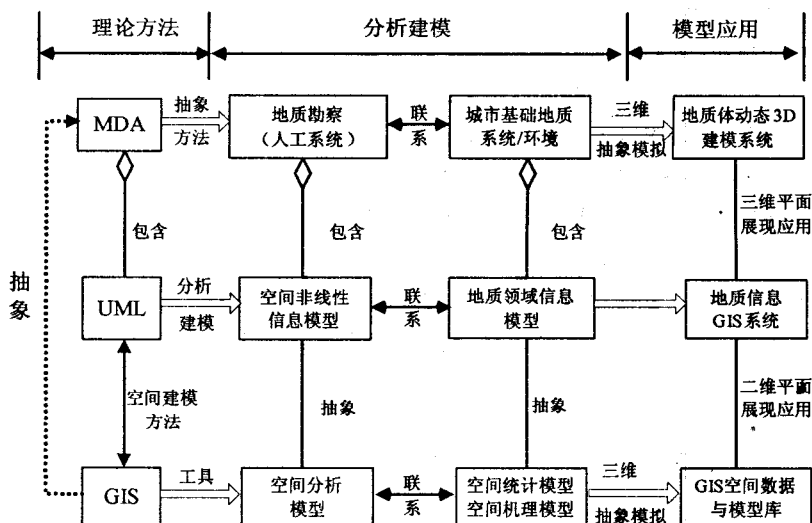 理论方法
分析建模
模型应用
MDA
抽象
方法
地质勘察
（人工系统）
联
系
城市基础地质
系统/环境
三维
抽象模拟
地质体动态3D
建模系统
包含
包含
包含
三维平面
展现应用
抽
象
UML
分析
建模
空间非线性
信息模型
联
系
地质领域信息
模型
地质信息
GIS系统
空间建模
方法
抽象
抽象
二维平面
展现应用
GIS
工具
空间分析
模型
联
系
空间统计模型
空间机理模型
三维
抽象模拟
GIS空间数据
与模型库